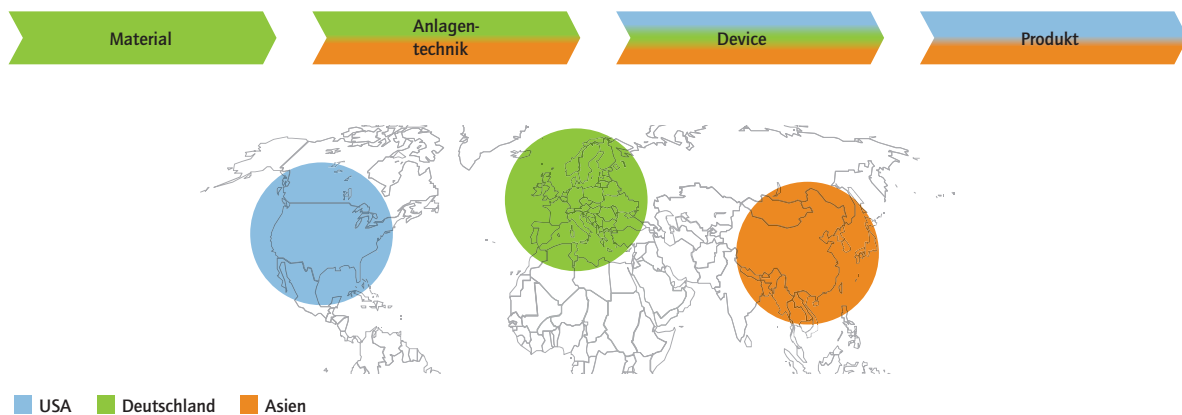 Material
Anlagen-
technik
Device
Produkt
USA
Deutschland
Asien